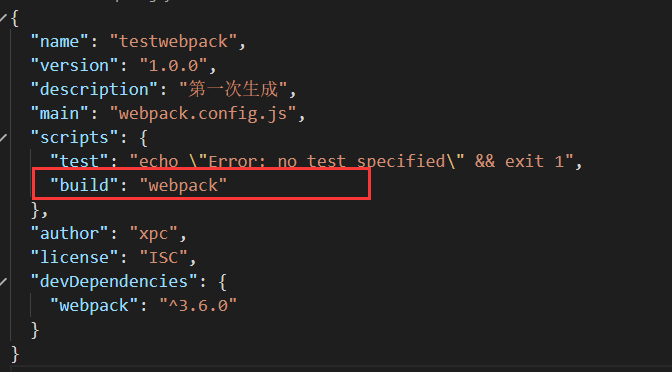 {
"name": "testwebpack",
"version": "1.0.0",
"description": "第一次生成",
"main": "webpack.config.js",
"scripts": {
"test": "echo \"Error: no test specified\" && exit 1",
"build": "webpack"
},
"author": "xpc",
"license": "ISC",
"devDependencies": {
"webpack": "^3.6.0"
}
}